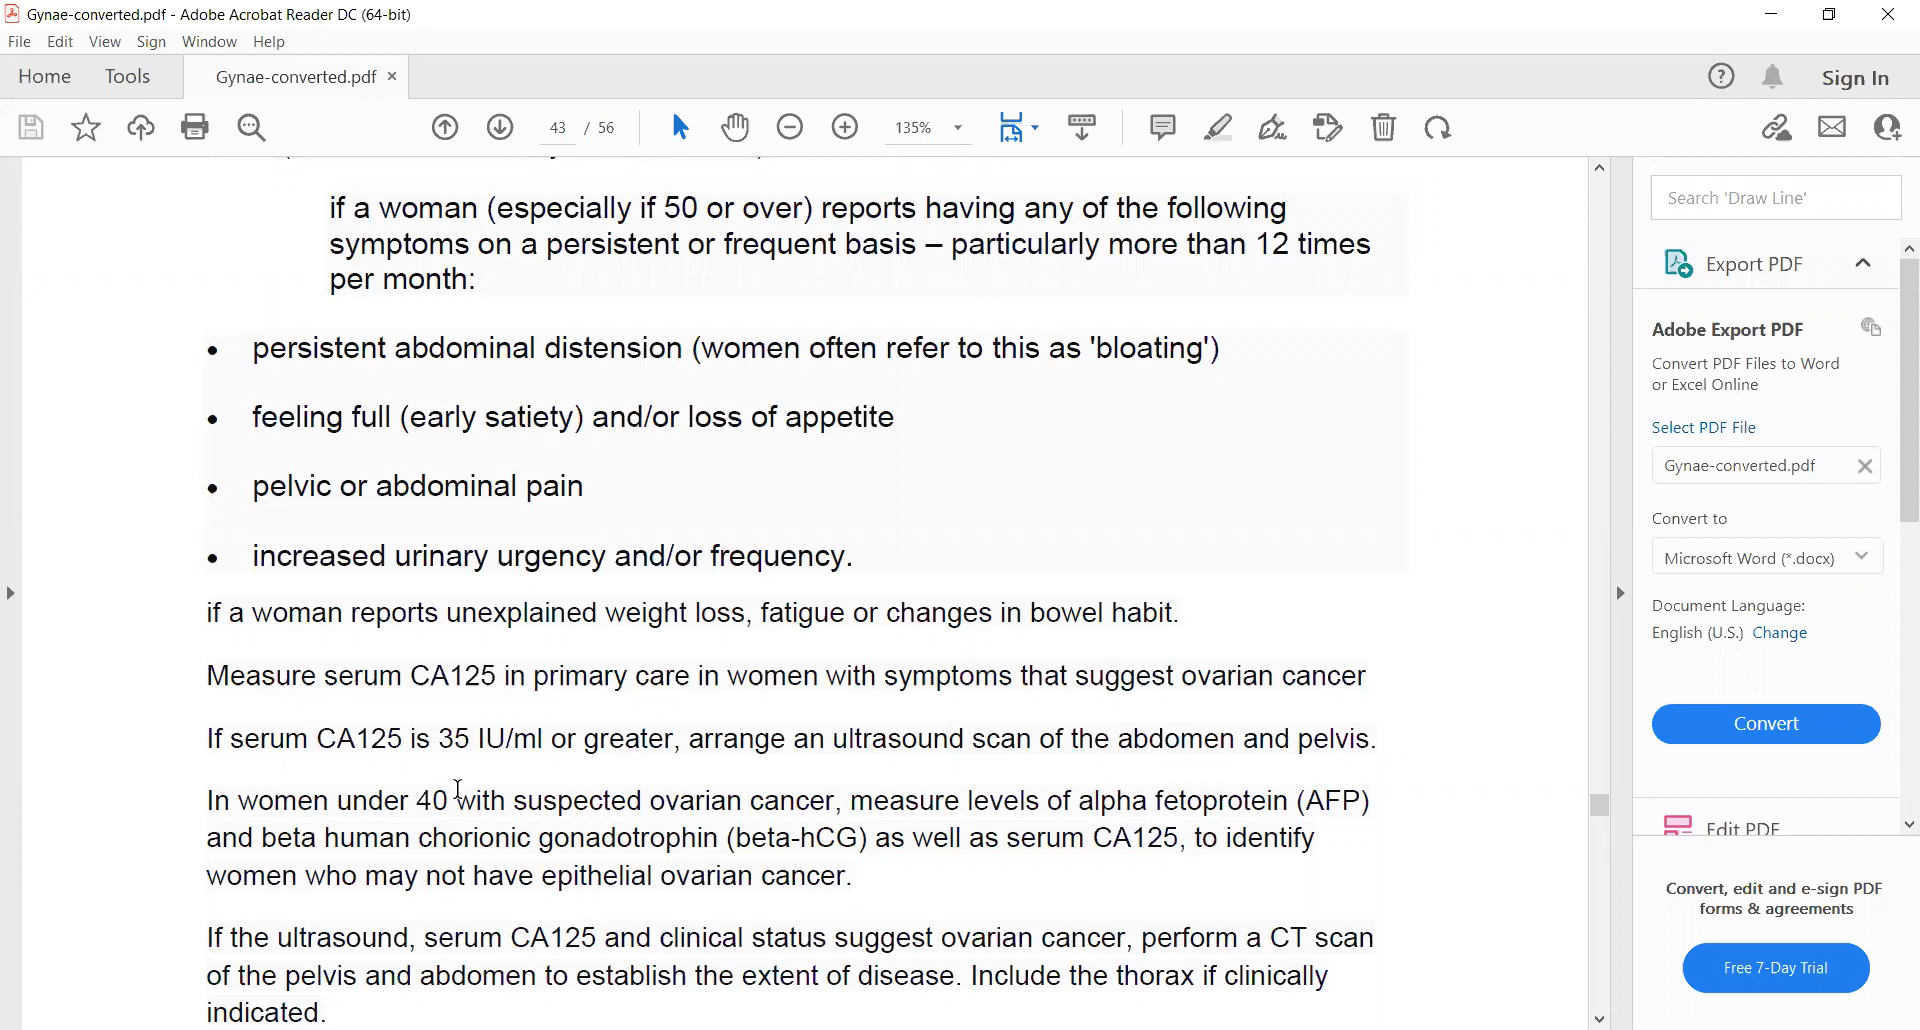 Gynae-converted.pdf - Adobe Acrobat Reader DC (64-bit)
File Edit View Sign Window Help
Home Tools Gynae-converted.pdf × Sign In
43 / 56 135%
if a woman (especially if 50 or over) reports having any of the following
symptoms on a persistent or frequent basis – particularly more than 12 times
per month:
• persistent abdominal distension (women often refer to this as 'bloating')
• feeling full (early satiety) and/or loss of appetite
• pelvic or abdominal pain
• increased urinary urgency and/or frequency.
if a woman reports unexplained weight loss, fatigue or changes in bowel habit.
Measure serum CA125 in primary care in women with symptoms that suggest ovarian cancer
If serum CA125 is 35 IU/ml or greater, arrange an ultrasound scan of the abdomen and pelvis.
In women under 40 with suspected ovarian cancer, measure levels of alpha fetoprotein (AFP)
and beta human chorionic gonadotrophin (beta-hCG) as well as serum CA125, to identify
women who may not have epithelial ovarian cancer.
If the ultrasound, serum CA125 and clinical status suggest ovarian cancer, perform a CT scan
of the pelvis and abdomen to establish the extent of disease. Include the thorax if clinically
indicated.
Search 'Draw Line'
Export PDF
Adobe Export PDF
Convert PDF Files to Word
or Excel Online
Select PDF File
Gynae-converted.pdf
Convert to
Microsoft Word (*.docx)
Document Language:
English (U.S.) Change
Convert
Edit PDF
Convert, edit and e-sign PDF
forms & agreements
Free 7-Day Trial